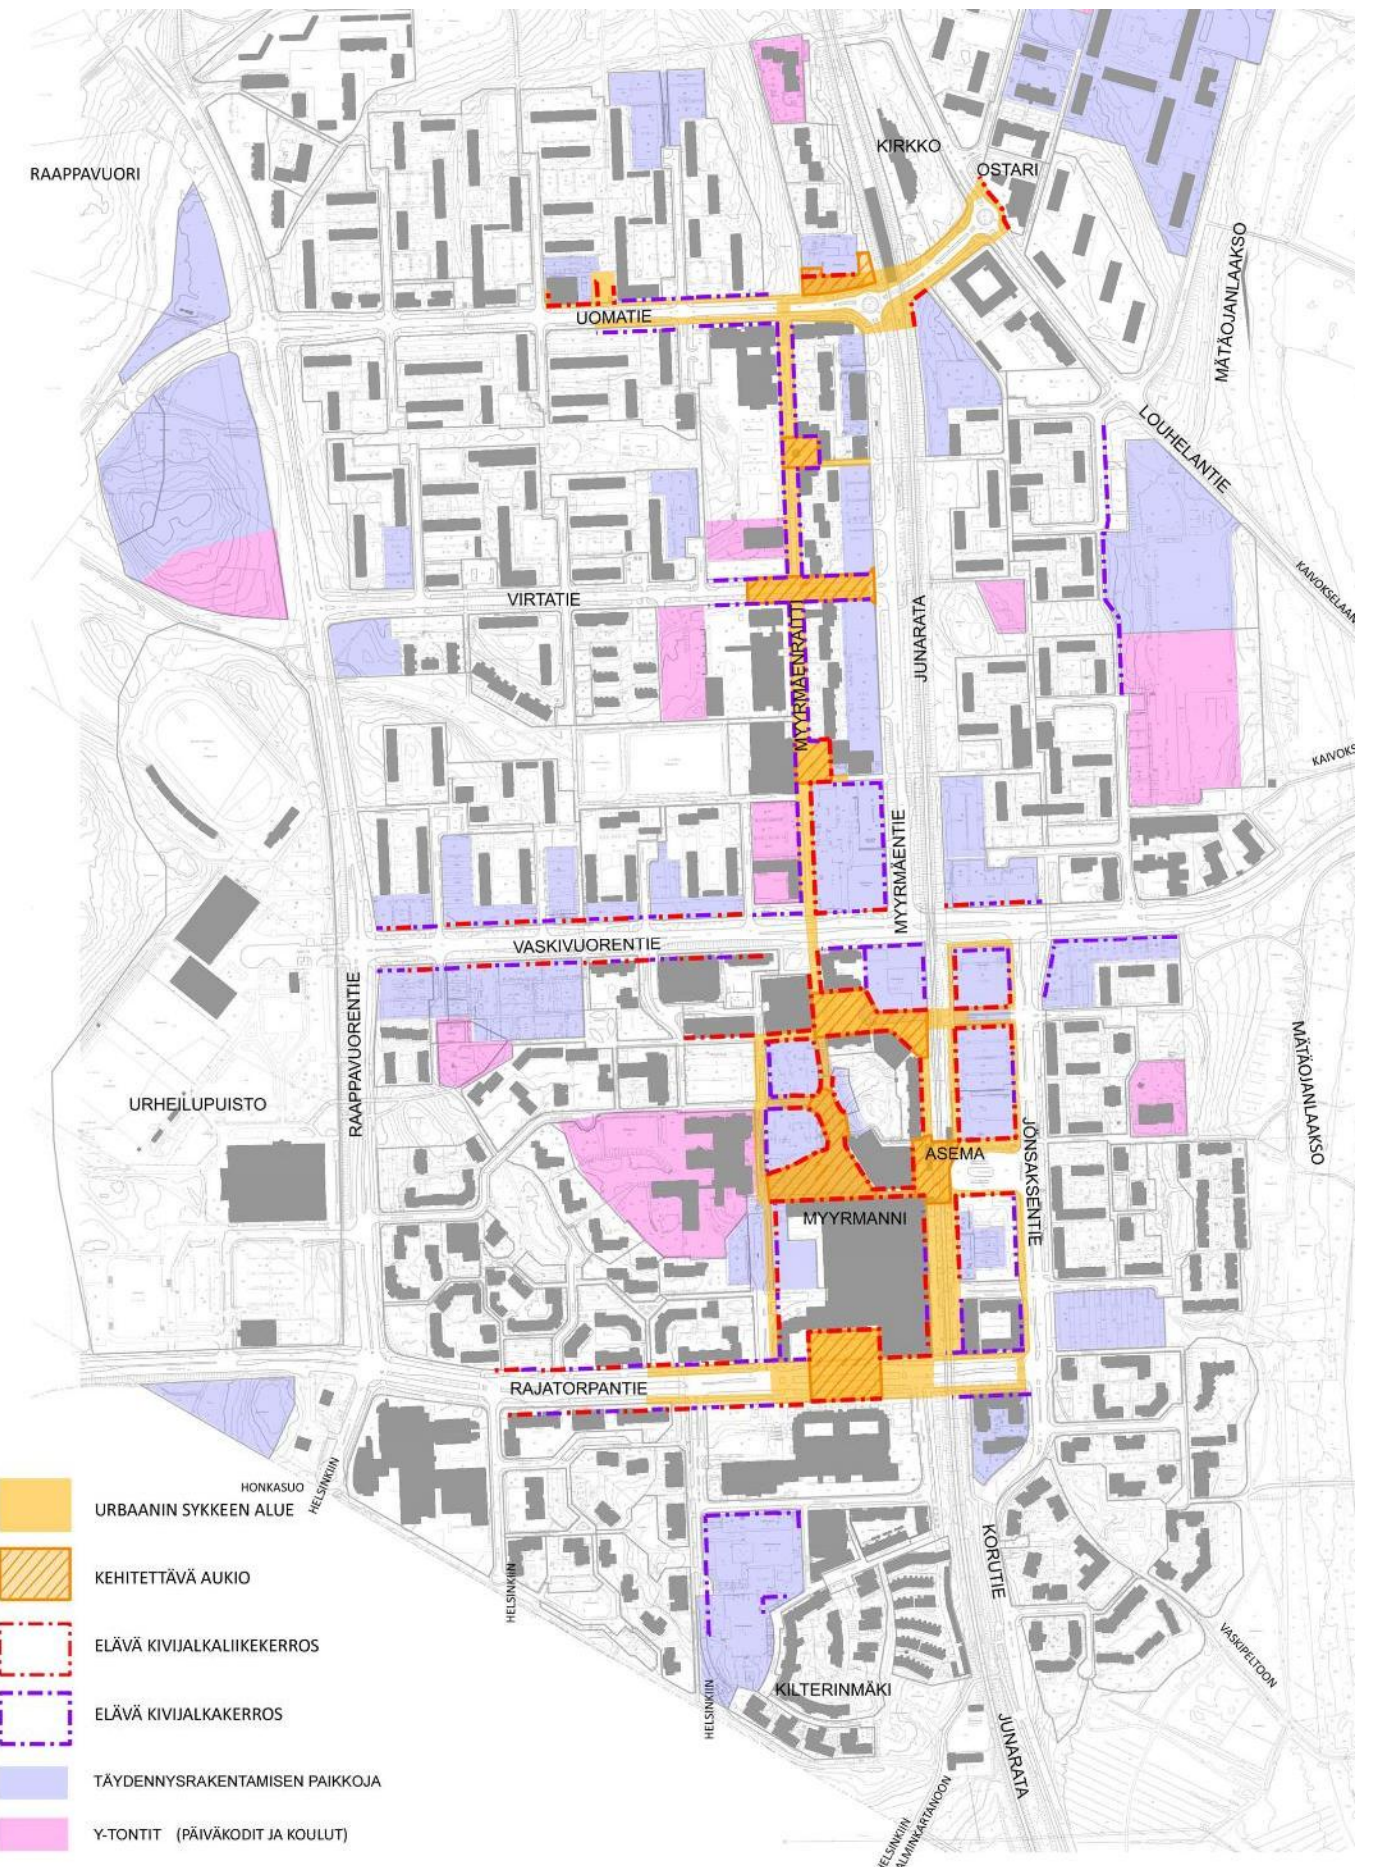 KIRKKO
OSTARI
RAAPPAVUORI
MÄTÄOJANLAAKSO
UOMATIE
LOUHELANTIE
KAIVOKSELAAN
VIRTATIE
JUNARATA
MYYRMÄENRAITTI
KAIVOKS
MYYRMÄENTIE
VASKIVUORENTIE
RAAPPAVUORENTIE
MÄTÄOJANLAAKSO
URHEILUPUISTO
JÖNSAKSENTIE
ASEMA
MYYRMANNI
RAJATORPANTIE
HONKASUO
HELSINKIIN
URBAANIN SYKKEEN ALUE
KORUTIE
KEHITETTÄVÄ AUKIO
HELSINKIIN
ELÄVÄ KIVIJALKALIIKEKERROS
VASKIPELTOON
KILTERINMÄKI
HELSINKIIN
ELÄVÄ KIVIJALKAKERROS
JUNARATA
TÄYDENNYSRAKENTAMISEN PAIKKOJA
Y-TONTIT (PÄIVÄKODIT JA KOULUT)
HELSINKIIN
ALMINKARTANOON